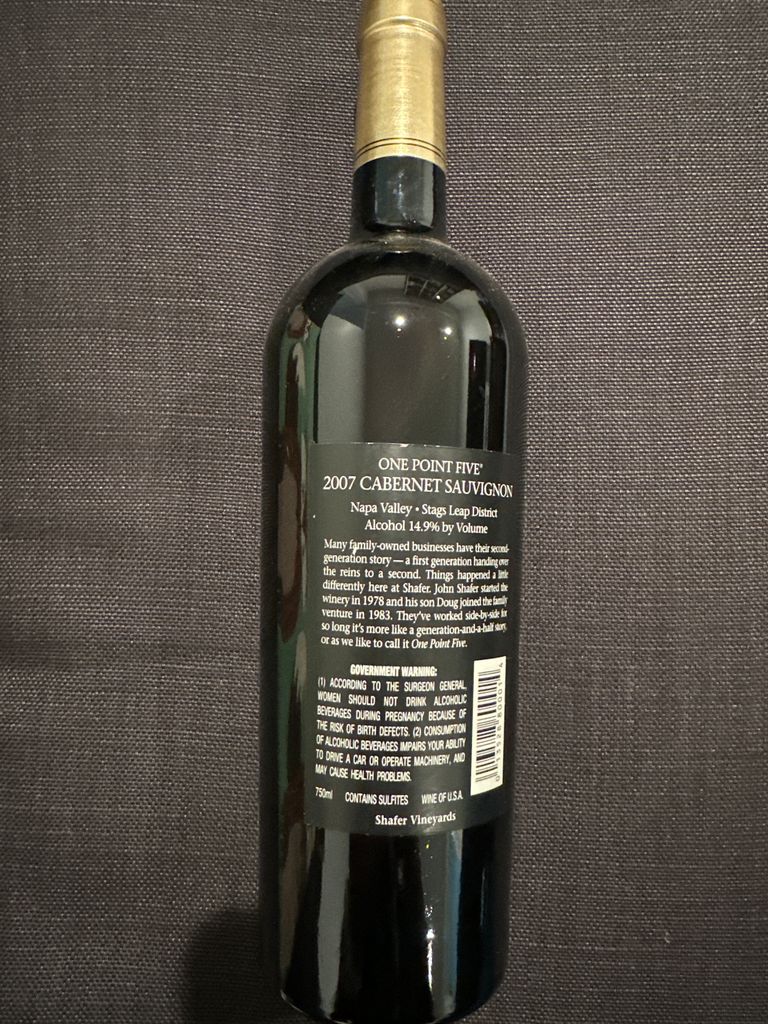 ONE POINT FIVE®
2007 CABERNET SAUVIGNON
Napa Valley • Stags Leap District
Alcohol 14.9% by Volume
Many family-owned businesses have their second-
generation story — a first generation handing over
the reins to a second. Things happened a little
differently here at Shafer. John Shafer started the
winery in 1978 and his son Doug joined the family
venture in 1983. They've worked side-by-side for
so long it's more like a generation-and-a-half story,
or as we like to call it One Point Five.
GOVERNMENT WARNING:
(1) ACCORDING TO THE SURGEON GENERAL,
WOMEN SHOULD NOT DRINK ALCOHOLIC
BEVERAGES DURING PREGNANCY BECAUSE OF
THE RISK OF BIRTH DEFECTS. (2) CONSUMPTION
OF ALCOHOLIC BEVERAGES IMPAIRS YOUR ABILITY
TO DRIVE A CAR OR OPERATE MACHINERY, AND
MAY CAUSE HEALTH PROBLEMS.
750ml CONTAINS SULFITES WINE OF U.S.A.
Shafer Vineyards